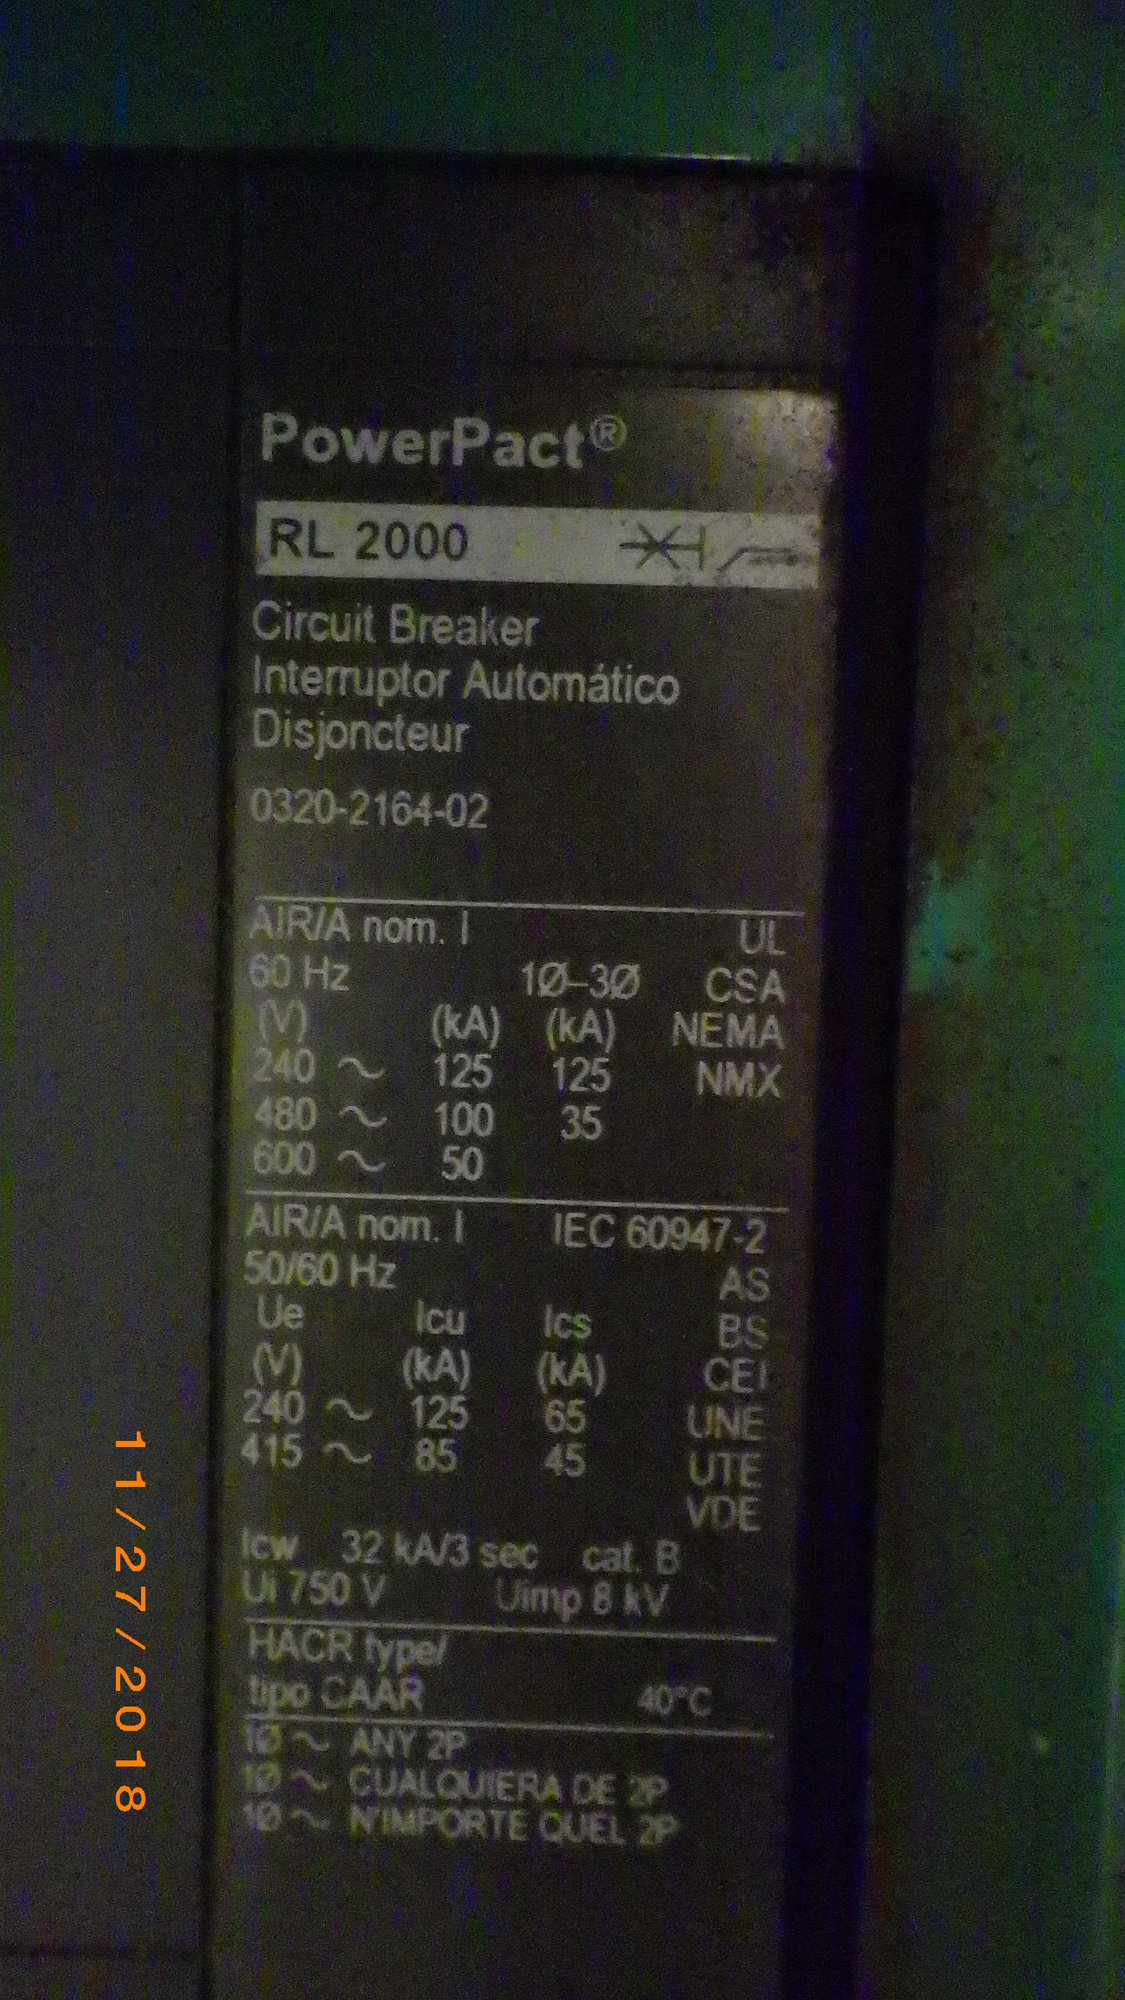 PowerPact®
RL 2000
Circuit Breaker
Interruptor Automático
Disjoncteur
0320-2164-02
AIR/A nom. I UL
60 Hz 1Ø–3Ø CSA
(V) (kA) (kA) NEMA
240 ~ 125 125 NMX
480 ~ 100 35
600 ~ 50
AIR/A nom. I IEC 60947-2
50/60 Hz AS
Ue Icu Ics BS
(V) (kA) (kA) CEI
240 ~ 125 65 UNE
415 ~ 85 45 UTE
VDE
Icw 32 kA/3 sec cat. B
Ui 750 V Uimp 8 kV
HACR type/
tipo CAAR 40°C
1Ø ~ ANY 2P
1Ø ~ CUALQUIERA DE 2P
1Ø ~ N'IMPORTE QUEL 2P
11/27/2018